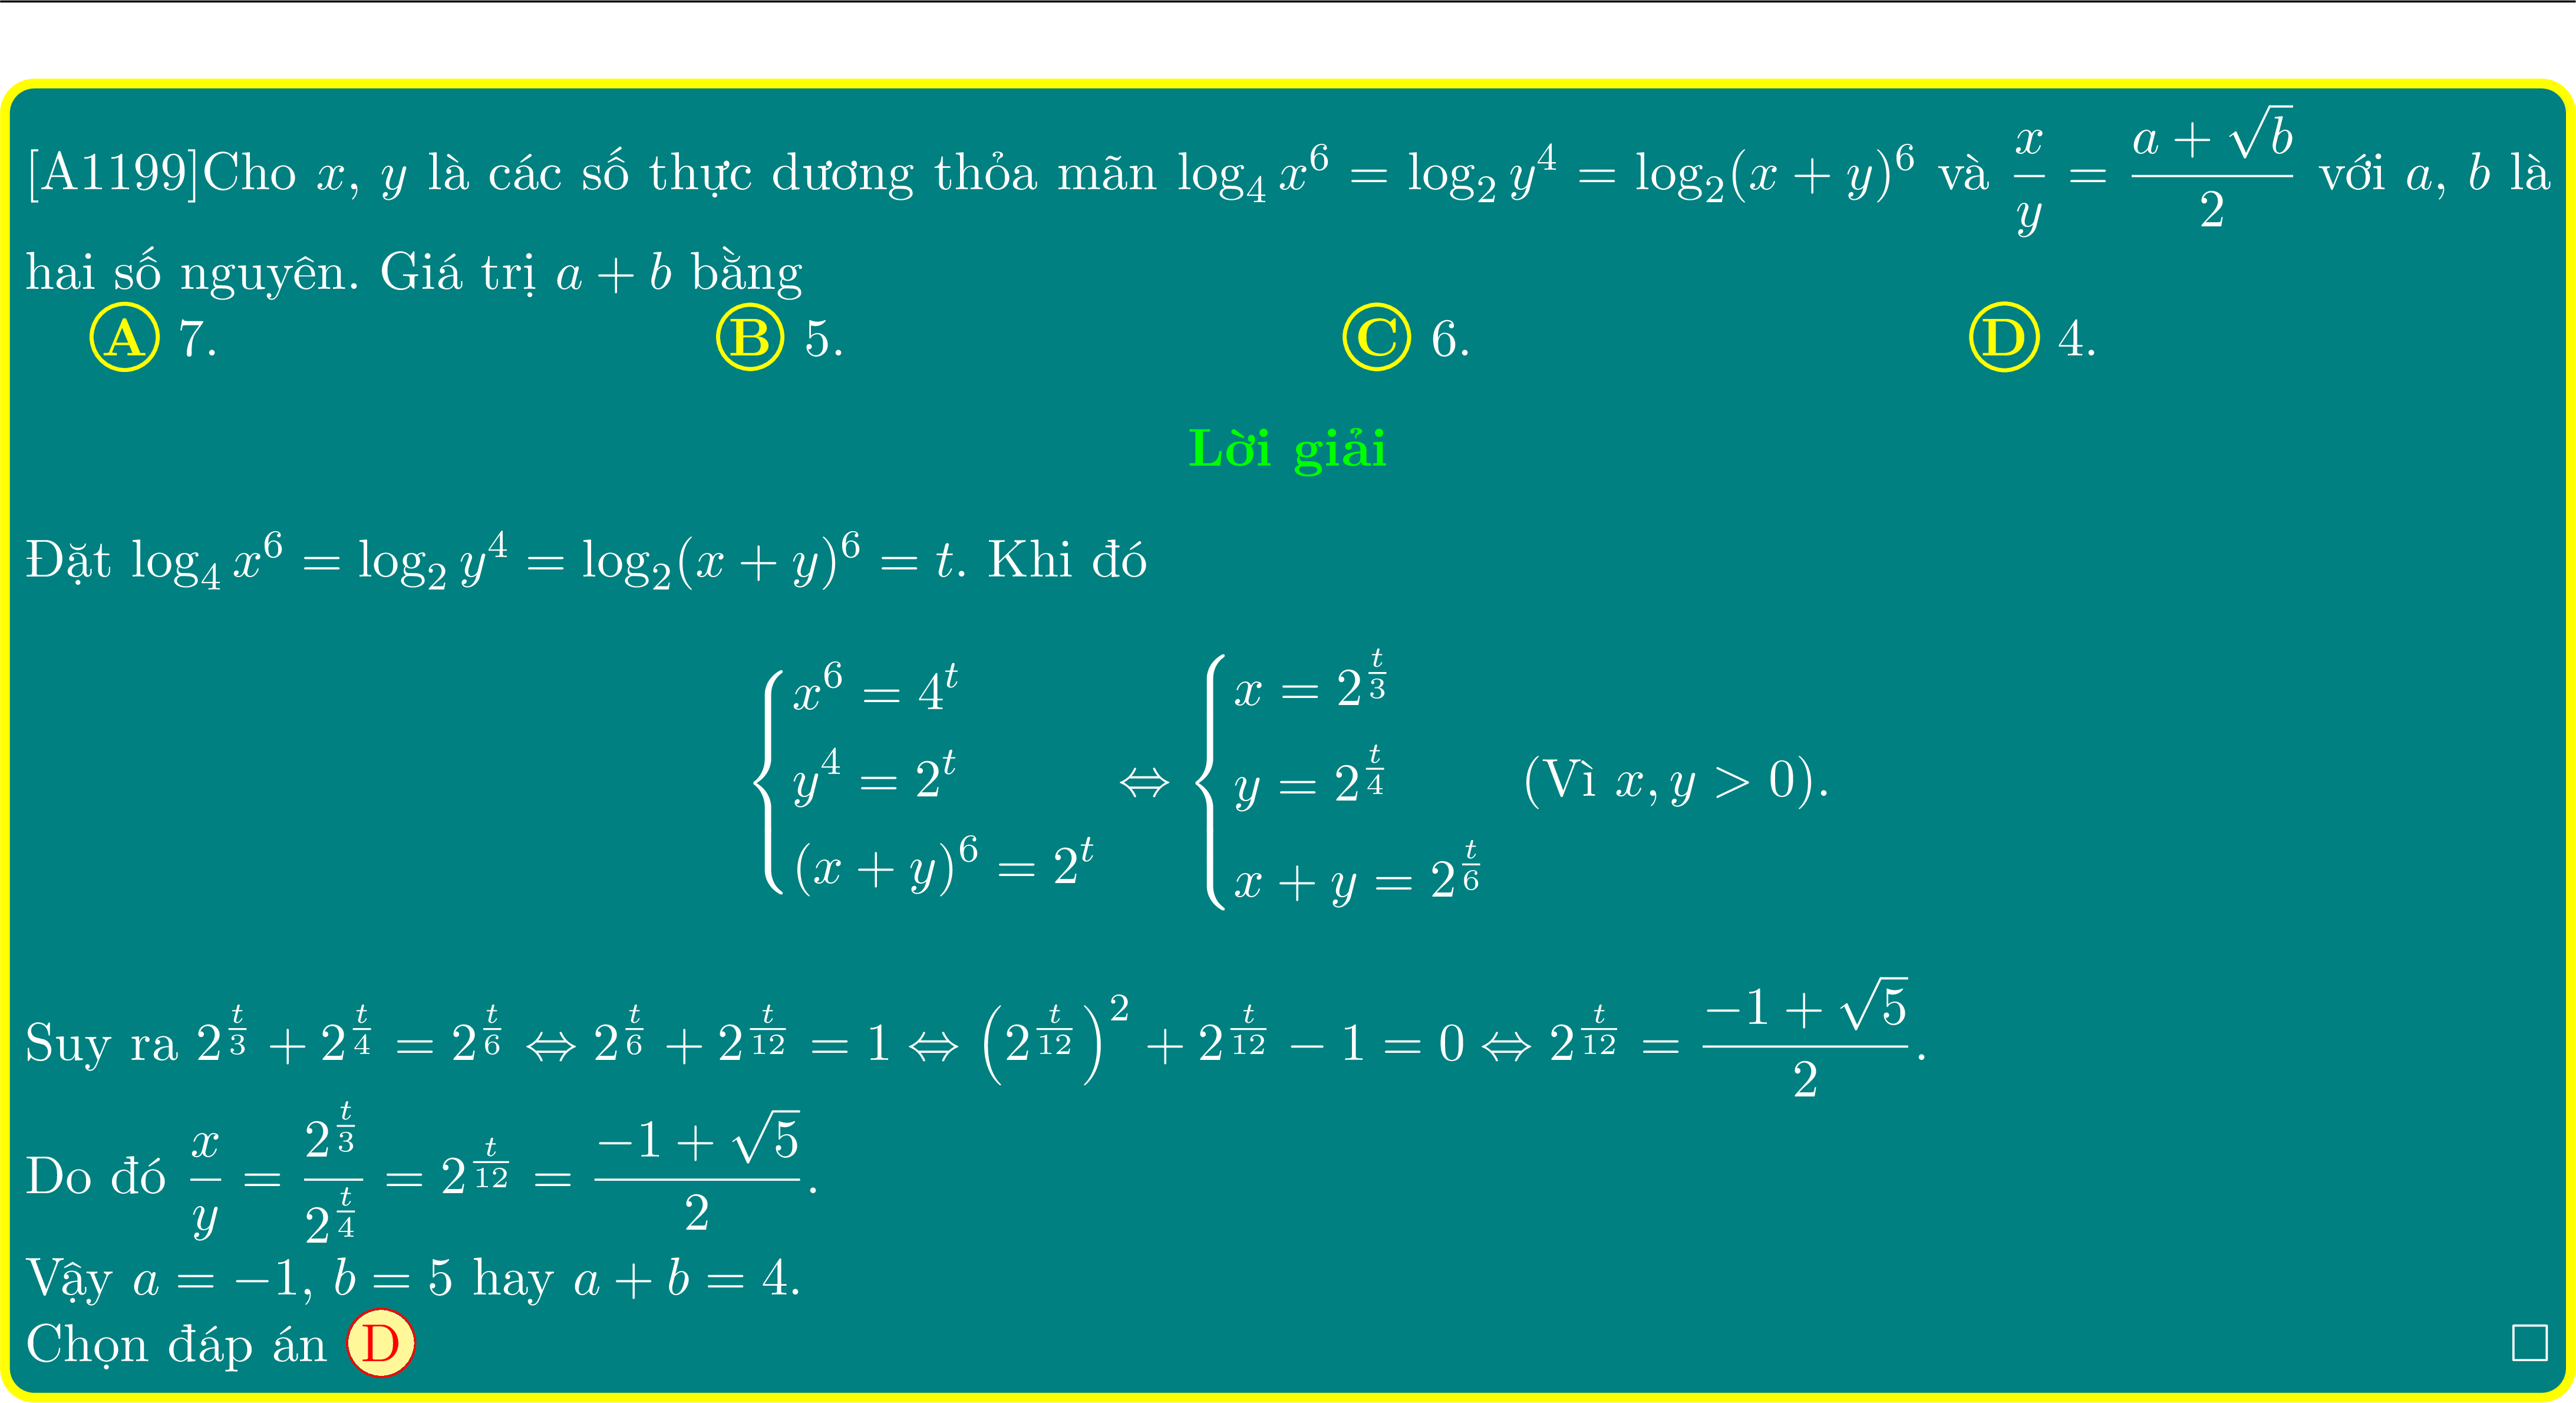 [A1199]Cho $x$, $y$ là các số thực dương thỏa mãn $\log_4 x^6 = \log_2 y^4 = \log_2(x + y)^6$ và $\dfrac{x}{y} = \dfrac{a + \sqrt{b}}{2}$ với $a$, $b$ là
hai số nguyên. Giá trị $a + b$ bằng
Ⓐ 7. Ⓑ 5. Ⓒ 6. Ⓓ 4.
Lời giải
Đặt $\log_4 x^6 = \log_2 y^4 = \log_2(x + y)^6 = t$. Khi đó
$\begin{cases} x^6 = 4^t \\ y^4 = 2^t \\ (x + y)^6 = 2^t \end{cases} \Leftrightarrow \begin{cases} x = 2^{\frac{t}{3}} \\ y = 2^{\frac{t}{4}} \\ x + y = 2^{\frac{t}{6}} \end{cases}$ (Vì $x, y > 0$).
Suy ra $2^{\frac{t}{3}} + 2^{\frac{t}{4}} = 2^{\frac{t}{6}} \Leftrightarrow 2^{\frac{t}{6}} + 2^{\frac{t}{12}} = 1 \Leftrightarrow \left(2^{\frac{t}{12}}\right)^2 + 2^{\frac{t}{12}} - 1 = 0 \Leftrightarrow 2^{\frac{t}{12}} = \dfrac{-1 + \sqrt{5}}{2}$.
Do đó $\dfrac{x}{y} = \dfrac{2^{\frac{t}{3}}}{2^{\frac{t}{4}}} = 2^{\frac{t}{12}} = \dfrac{-1 + \sqrt{5}}{2}$.
Vậy $a = -1$, $b = 5$ hay $a + b = 4$.
Chọn đáp án Ⓓ □